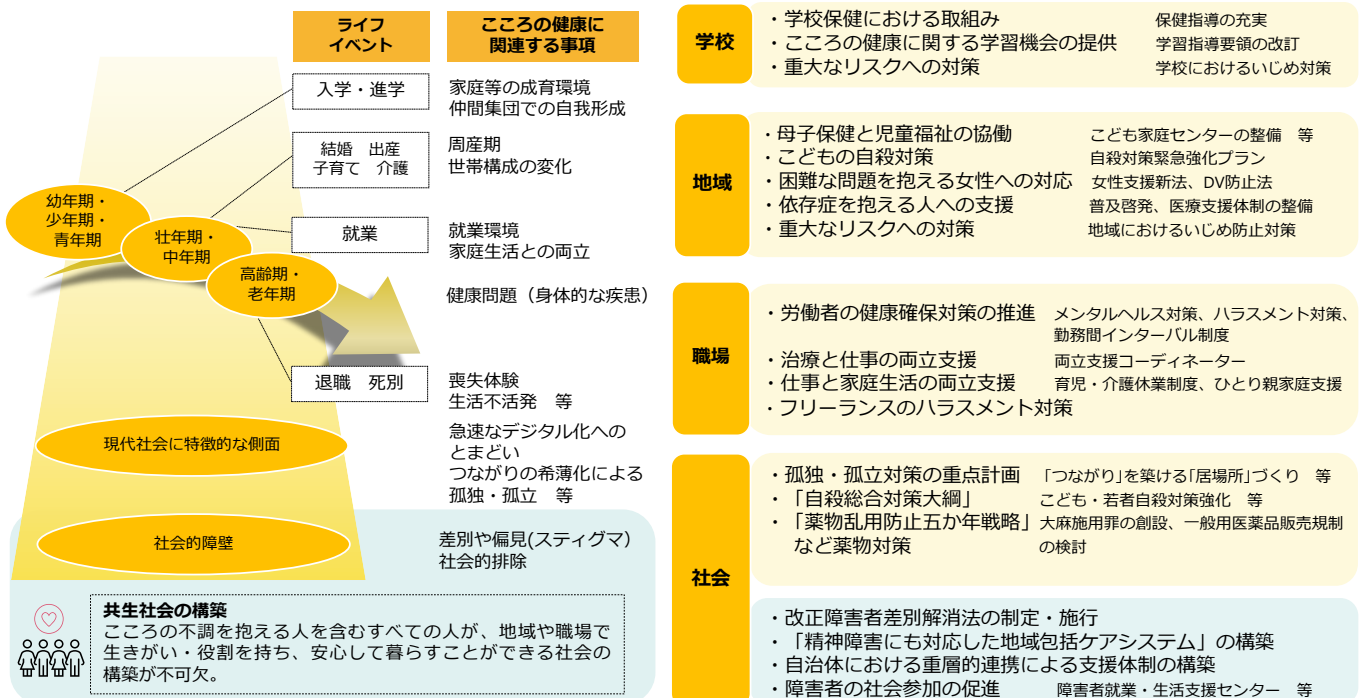 ライフ
イベント
こころの健康に
関連する事項
入学・進学
家庭等の成育環境
仲間集団での自我形成
結婚　出産
子育て　介護
周産期
世帯構成の変化
幼年期・
少年期・
青年期
壮年期・
中年期
高齢期・
老年期
就業
就業環境
家庭生活との両立
健康問題（身体的な疾患）
退職　死別
喪失体験
生活不活発　等
現代社会に特徴的な側面
急速なデジタル化への
とまどい
つながりの希薄化による
孤独・孤立　等
社会的障壁
差別や偏見(スティグマ）
社会的排除
共生社会の構築
こころの不調を抱える人を含むすべての人が、地域や職場で
生きがい・役割を持ち、安心して暮らすことができる社会の
構築が不可欠。
学校
・学校保健における取組み　保健指導の充実
・こころの健康に関する学習機会の提供　学習指導要領の改訂
・重大なリスクへの対策　学校におけるいじめ対策
地域
・母子保健と児童福祉の協働　こども家庭センターの整備　等
・こどもの自殺対策　自殺対策緊急強化プラン
・困難な問題を抱える女性への対応　女性支援新法、DV防止法
・依存症を抱える人への支援　普及啓発、医療支援体制の整備
・重大なリスクへの対策　地域におけるいじめ防止対策
職場
・労働者の健康確保対策の推進　メンタルヘルス対策、ハラスメント対策、
勤務間インターバル制度
・治療と仕事の両立支援　両立支援コーディネーター
・仕事と家庭生活の両立支援　育児・介護休業制度、ひとり親家庭支援
・フリーランスのハラスメント対策
社会
・孤独・孤立対策の重点計画　「つながり」を築ける「居場所」づくり　等
・「自殺総合対策大綱」　こども・若者自殺対策強化　等
・「薬物乱用防止五か年戦略」　大麻施用罪の創設、一般用医薬品販売規制
など薬物対策　の検討
・改正障害者差別解消法の制定・施行
・「精神障害にも対応した地域包括ケアシステム」の構築
・自治体における重層的連携による支援体制の構築
・障害者の社会参加の促進　障害者就業・生活支援センター　等